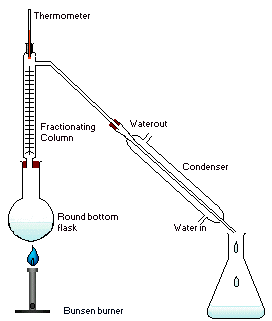 Thermometer
Waterout
Fractionating
Column
Condenser
Round bottom
flask
Water in
Bunsen burner